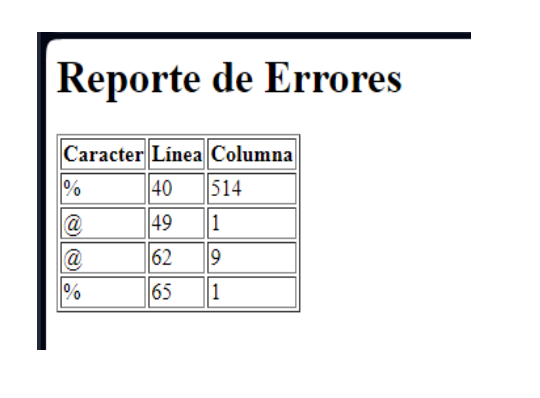 Reporte de Errores
Caracter Línea Columna
% 40 514
@ 49 1
@ 62 9
% 65 1